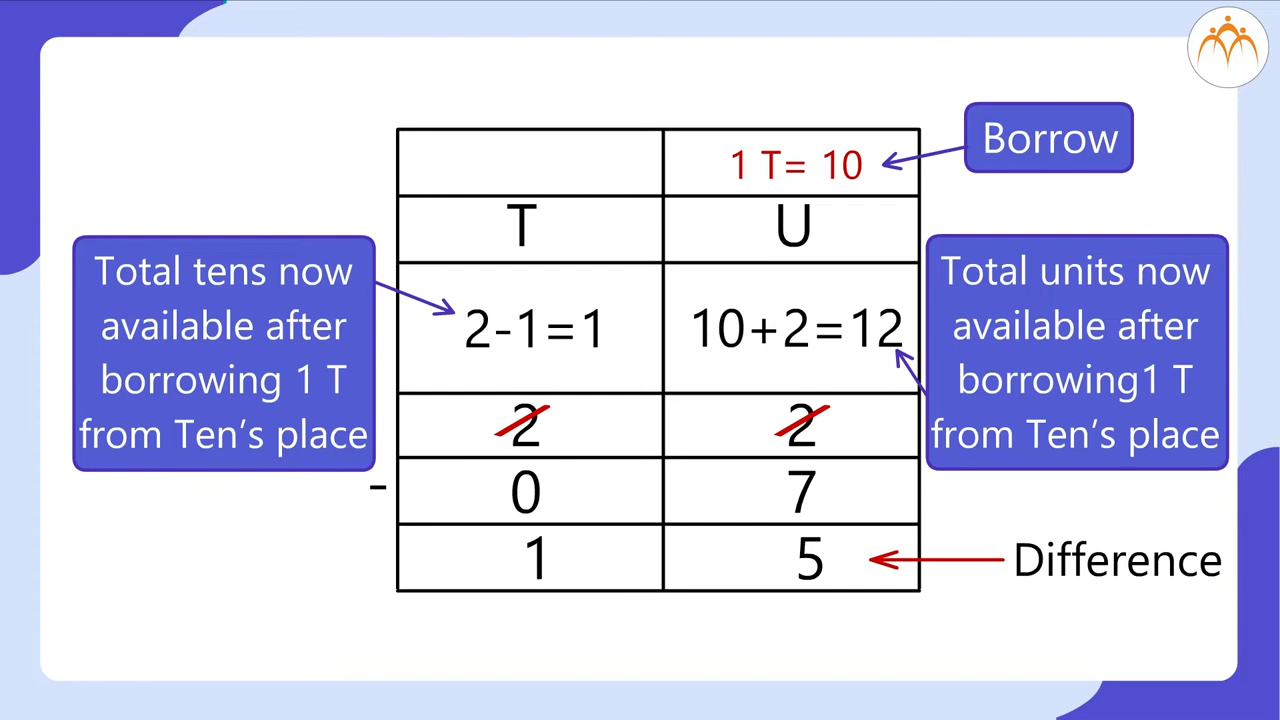 Borrow
1 T= 10
T U
Total tens now
available after
borrowing 1 T
from Ten’s place
2-1=1 10+2=12
Total units now
available after
borrowing1 T
from Ten’s place
2 2
- 0 7
1 5 Difference